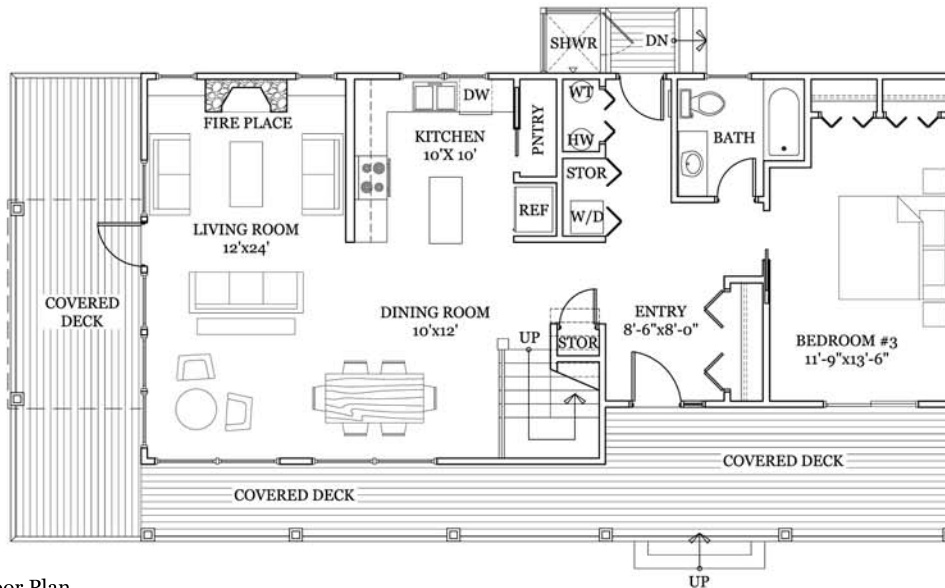 SHWR
DN
FIRE PLACE
DW
KITCHEN
10'X 10'
PNTRY
WT
HW
BATH
STOR
REF
W/D
LIVING ROOM
12'x24'
COVERED
DECK
DINING ROOM
10'x12'
UP
STOR
ENTRY
8'-6"x8'-0"
BEDROOM #3
11'-9"x13'-6"
COVERED DECK
COVERED DECK
UP
oor Plan